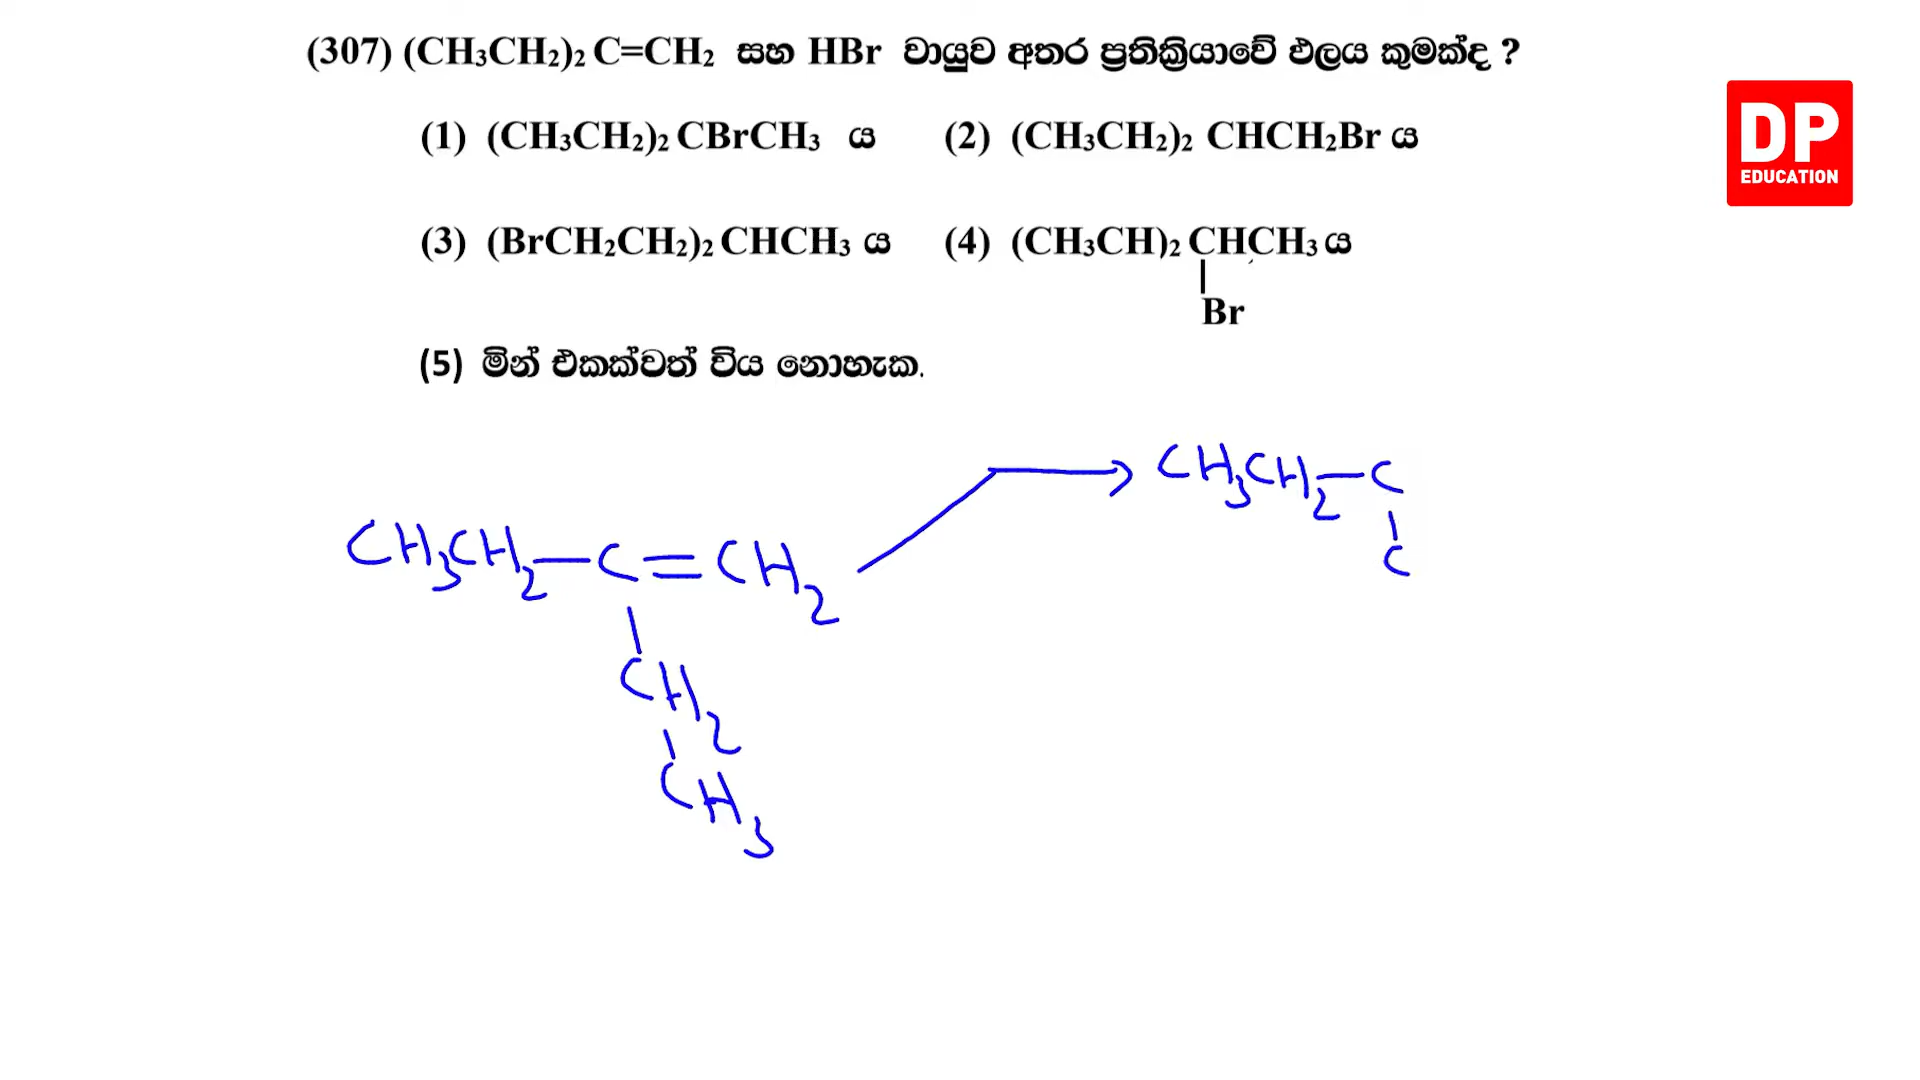 (307) (CH₃CH₂)₂ C=CH₂ සහ HBr වායුව අතර ප්‍රතික්‍රියාවේ ඵලය කුමක්ද ?
DP
EDUCATION
(1) (CH₃CH₂)₂ CBrCH₃ ය (2) (CH₃CH₂)₂ CHCH₂Br ය
(3) (BrCH₂CH₂)₂ CHCH₃ ය (4) (CH₃CH)₂ CHCH₃ ය
Br
(5) මින් එකක්වත් විය නොහැක.
CH₃CH₂—C
C
CH₃CH₂—C=CH₂
CH₂
CH₃